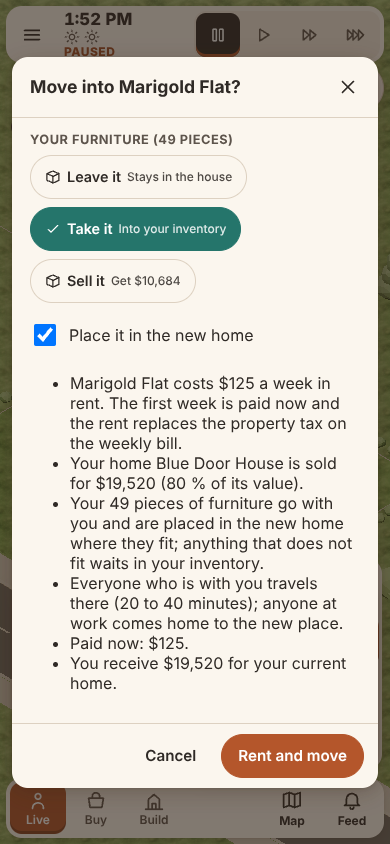 1:52 PM
PAUSED
Move into Marigold Flat?
YOUR FURNITURE (49 PIECES)
Leave it Stays in the house
Take it Into your inventory
Sell it Get $10,684
Place it in the new home
• Marigold Flat costs $125 a week in
rent. The first week is paid now and
the rent replaces the property tax on
the weekly bill.
• Your home Blue Door House is sold
for $19,520 (80 % of its value).
• Your 49 pieces of furniture go with
you and are placed in the new home
where they fit; anything that does not
fit waits in your inventory.
• Everyone who is with you travels
there (20 to 40 minutes); anyone at
work comes home to the new place.
• Paid now: $125.
• You receive $19,520 for your current
home.
Cancel
Rent and move
Live
Buy
Build
Map
Feed